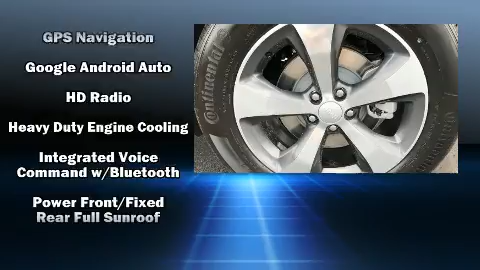 GPS Navigation
Google Android Auto
HD Radio
Heavy Duty Engine Cooling
Integrated Voice
Command w/Bluetooth
Power Front/Fixed
Rear Full Sunroof
Continental